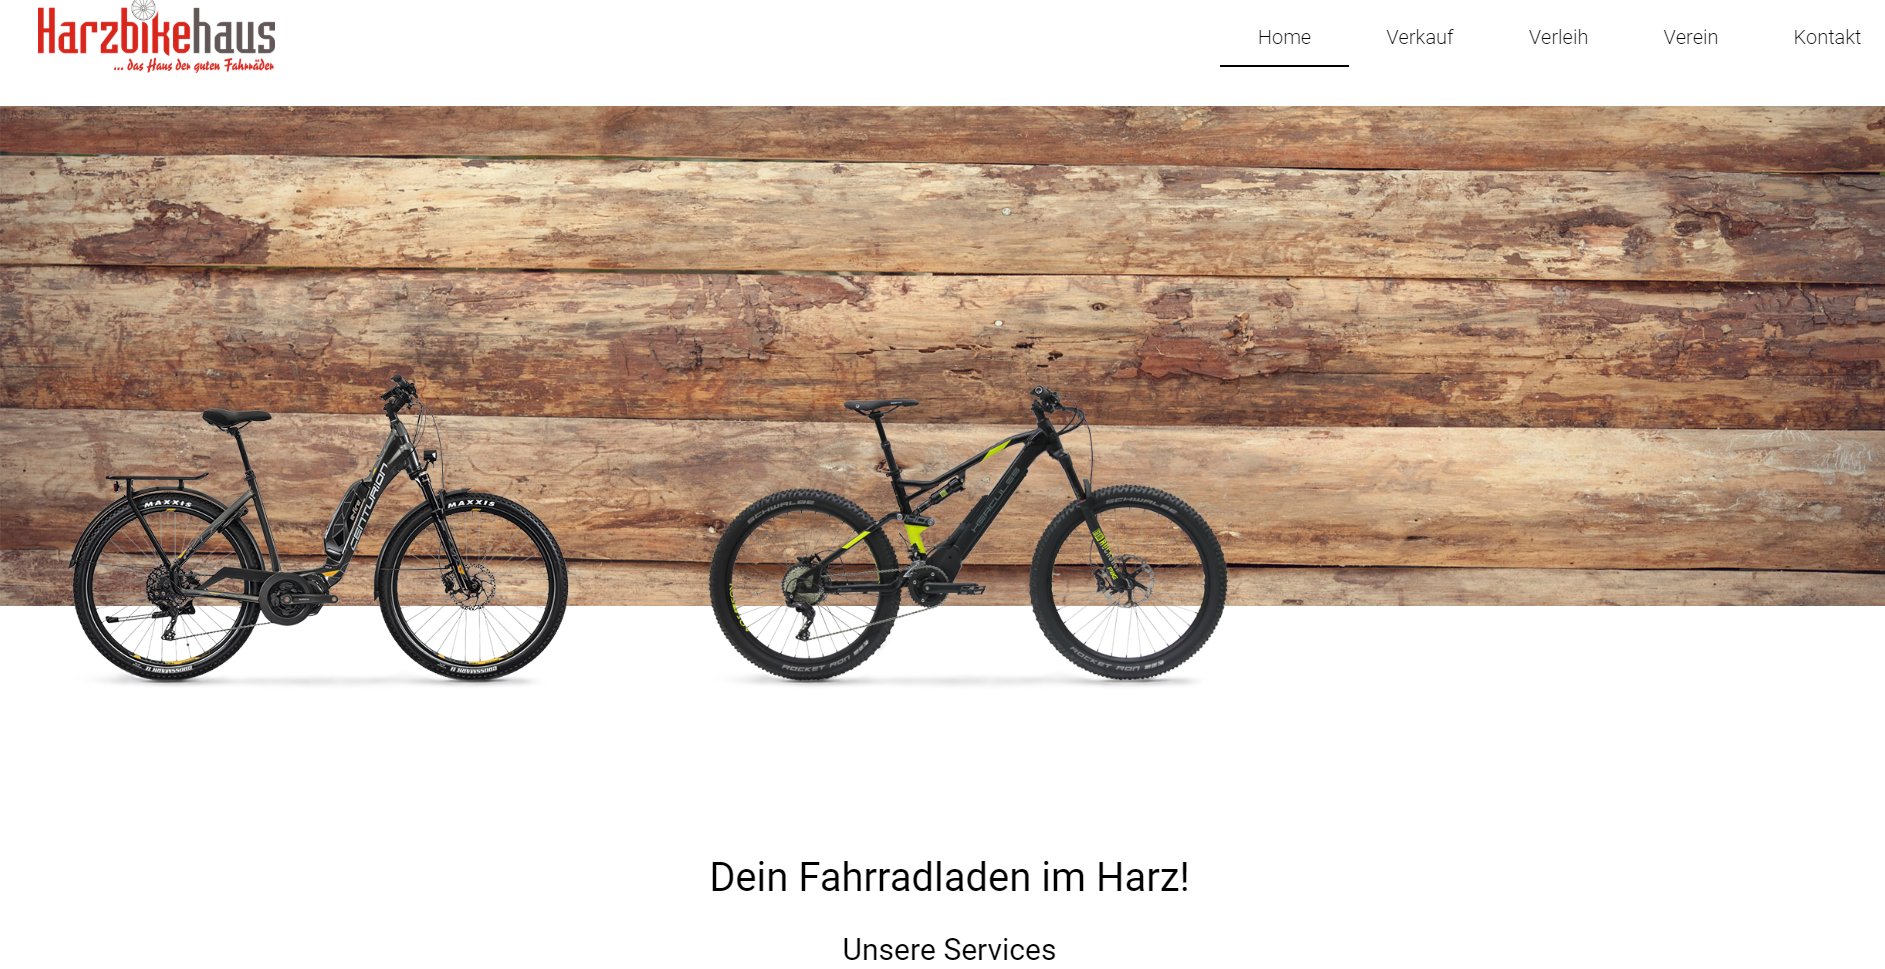 Harzbikehaus
... das Haus der guten Fahrräder
Home
Verkauf
Verleih
Verein
Kontakt
MAXXIS
MAXXIS
CENTURION
SCHWALBE
HERCULES
SCHWALBE
ROCKET RON
ROCKET RON
Dein Fahrradladen im Harz!
Unsere Services